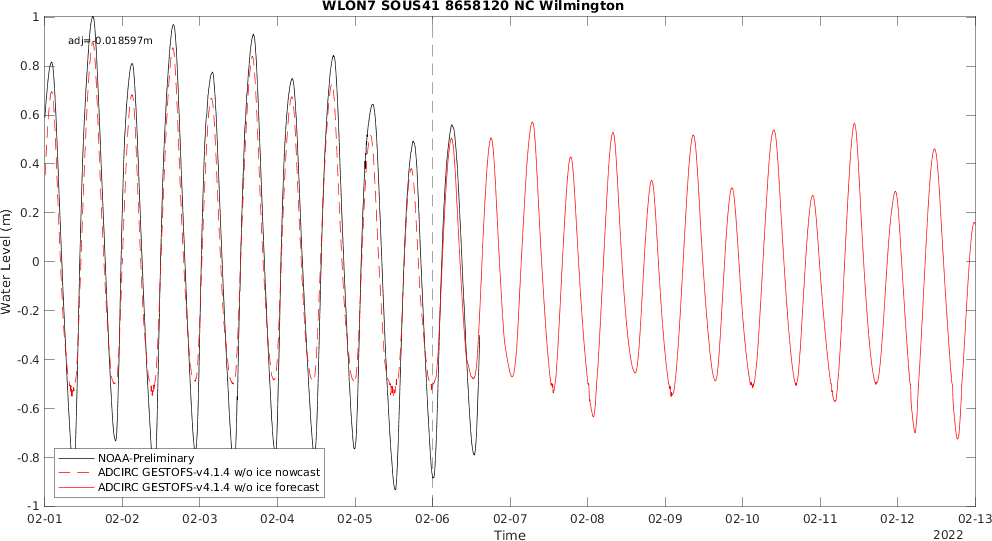 WLON7 SOUS41 8658120 NC Wilmington
adj=-0.018597m
1
0.8
0.6
0.4
0.2
0
-0.2
-0.4
-0.6
-0.8
-1
Water Level (m)
NOAA-Preliminary
ADCIRC GESTOFS-v4.1.4 w/o ice nowcast
ADCIRC GESTOFS-v4.1.4 w/o ice forecast
02-01 02-02 02-03 02-04 02-05 02-06 02-07 02-08 02-09 02-10 02-11 02-12 02-13
Time
2022